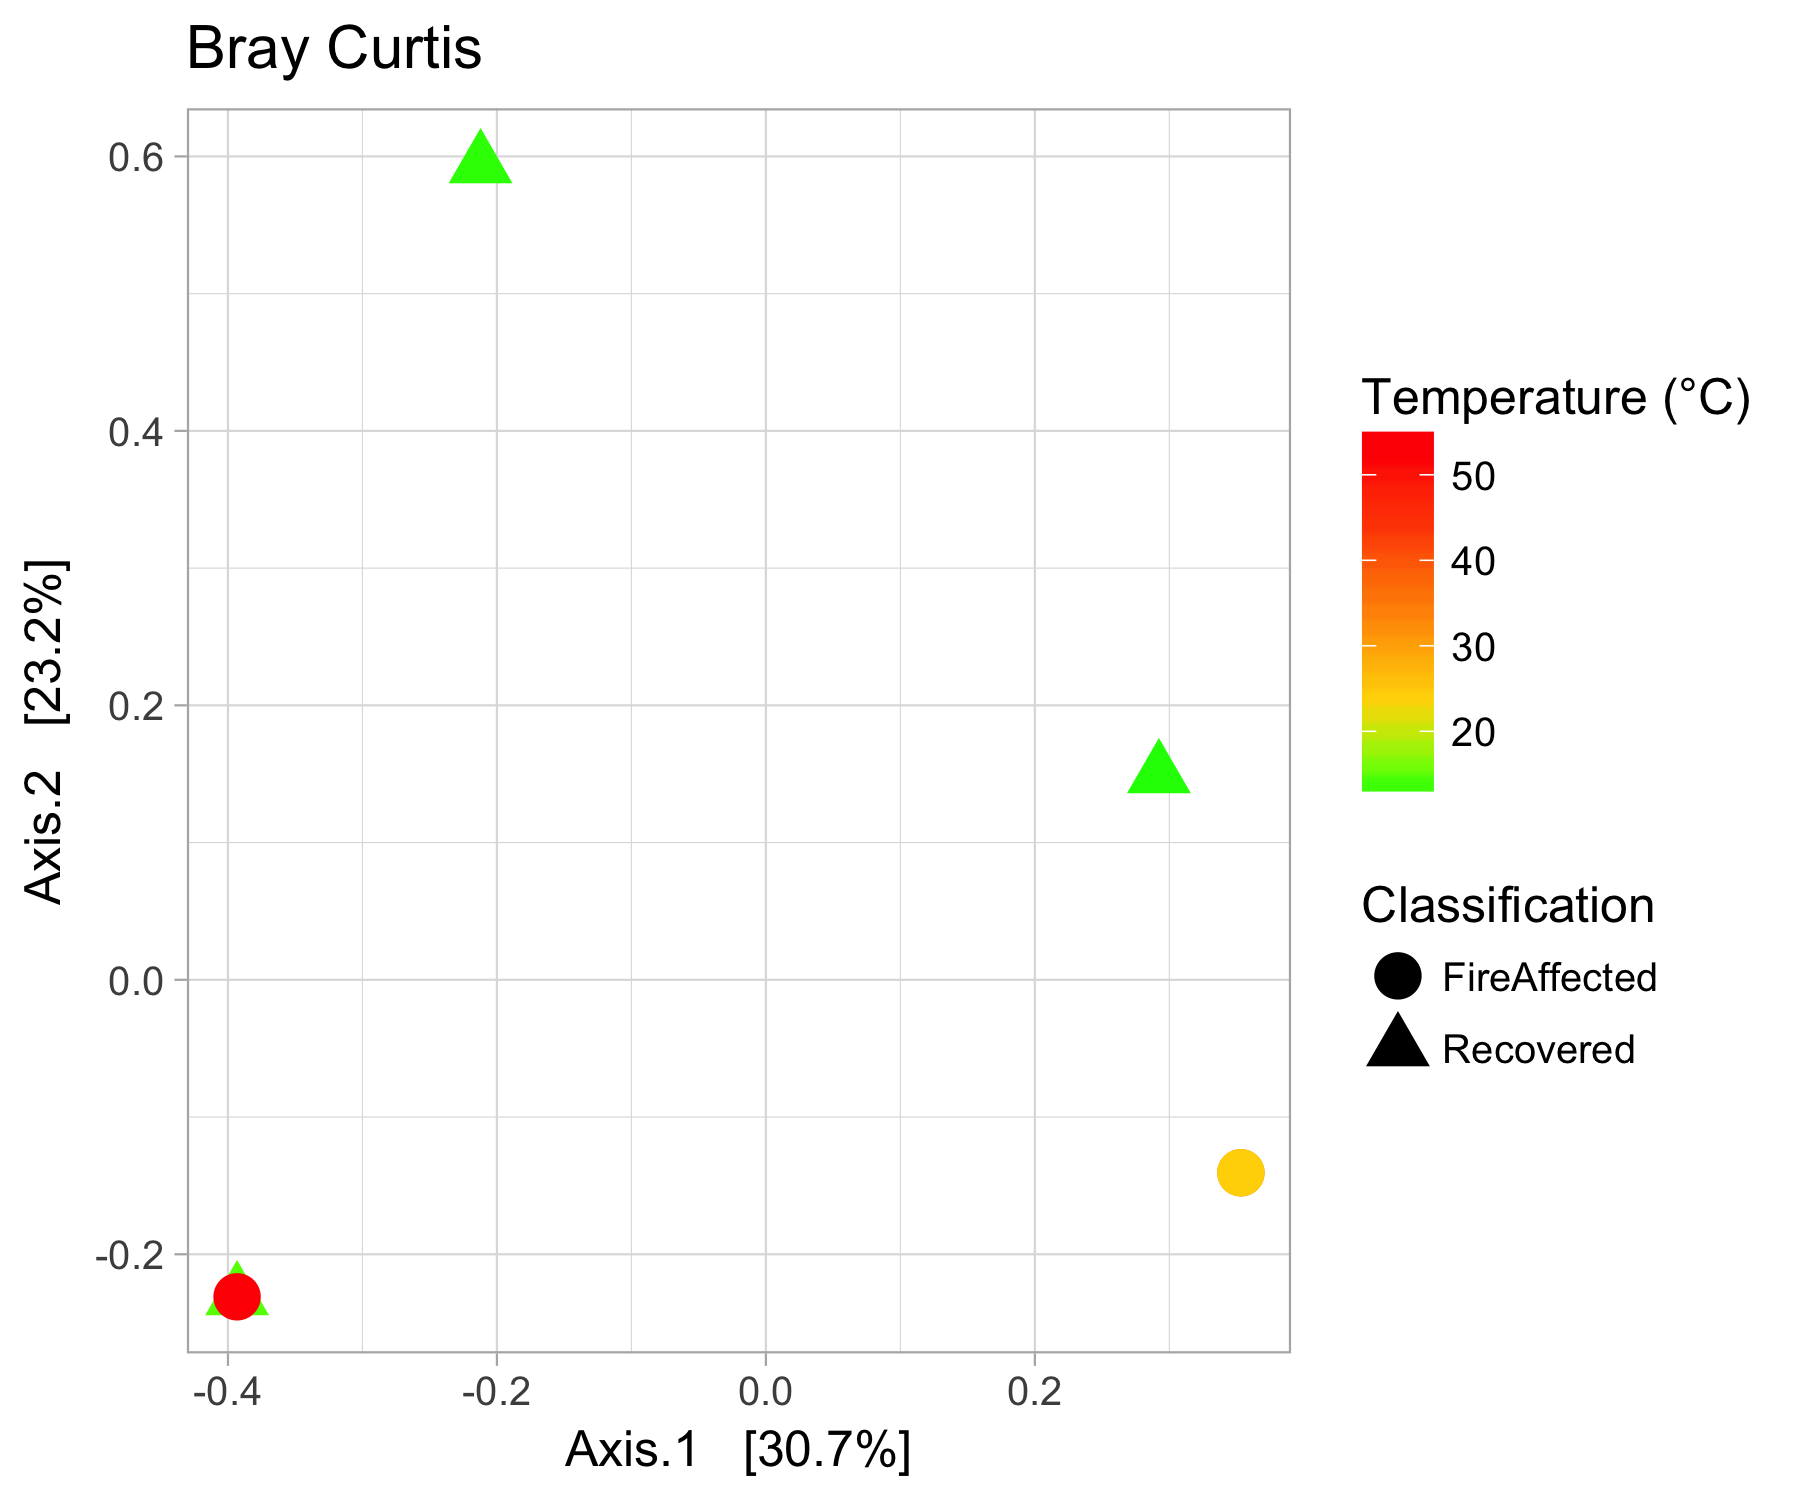 Bray Curtis
0.6
0.4
0.2
0.0
-0.2
Axis.2 [23.2%]
-0.4 -0.2 0.0 0.2
Axis.1 [30.7%]
Temperature (°C)
50
40
30
20
Classification
FireAffected
Recovered